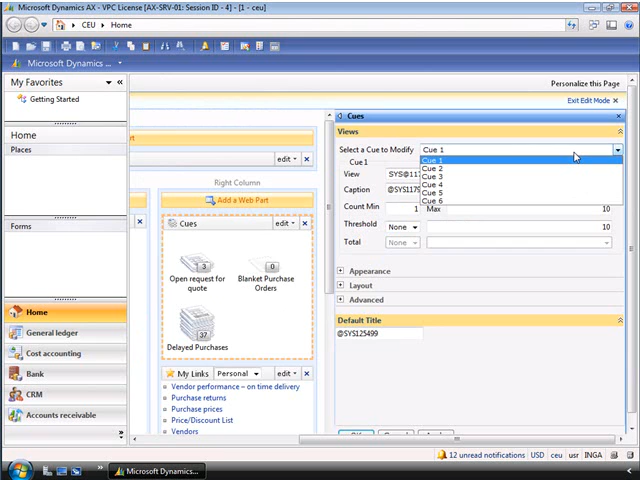 Microsoft Dynamics AX - VPC License [AX-SRV-01: Session ID - 4] - [1 - ceu]
CEU
Home
Microsoft Dynamics ...
My Favorites
Getting Started
Home
Places
Forms
Home
General ledger
Cost accounting
Bank
CRM
Accounts receivable
Personalize this Page
Exit Edit Mode
edit
Right Column
Add a Web Part
Cues
edit
3
Open request for quote
0
Blanket Purchase Orders
37
Delayed Purchases
My Links
Personal
edit
Vendor performance – on time delivery
Purchase returns
Purchase prices
Price/Discount List
Vendors
Cues
Views
Select a Cue to Modify
Cue 1
Cue 1
Cue 2
Cue 3
Cue 4
Cue 5
Cue 6
Cue1
View
SYS@11
Caption
@SYS11
Count Min
1
Max
10
Threshold
None
10
Total
None
Appearance
Layout
Advanced
Default Title
@SYS125499
12 unread notifications
USD
ceu
usr
INGA
Microsoft Dynamics...